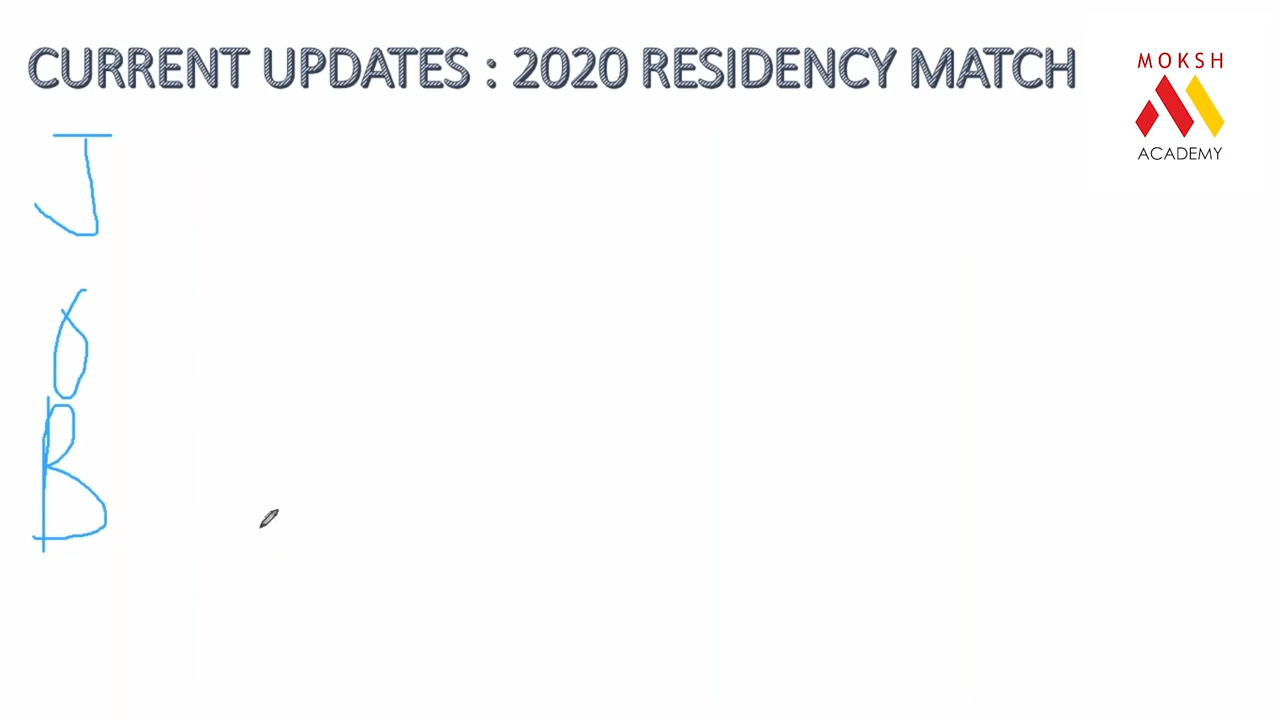 CURRENT UPDATES : 2020 RESIDENCY MATCH
MOKSH
ACADEMY
J
O
B